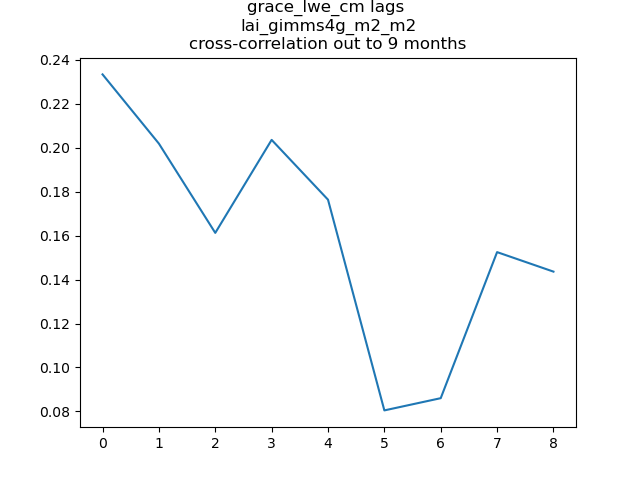 grace_lwe_cm lags
lai_gimms4g_m2_m2
cross-correlation out to 9 months
0.24
0.22
0.20
0.18
0.16
0.14
0.12
0.10
0.08
0 1 2 3 4 5 6 7 8